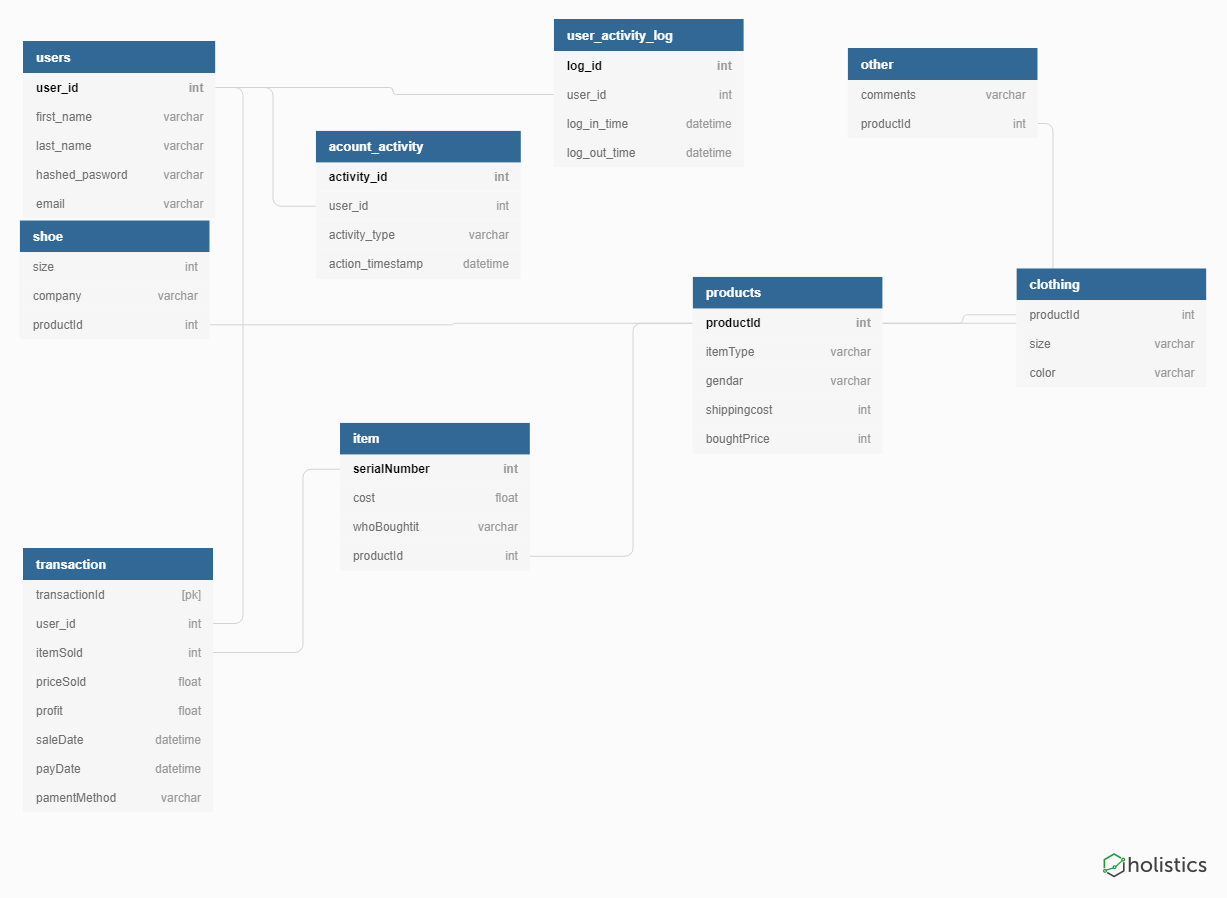 users
user_id int
first_name varchar
last_name varchar
hashed_pasword varchar
email varchar
shoe
size int
company varchar
productId int
acount_activity
activity_id int
user_id int
activity_type varchar
action_timestamp datetime
user_activity_log
log_id int
user_id int
log_in_time datetime
log_out_time datetime
other
comments varchar
productId int
products
productId int
itemType varchar
gendar varchar
shippingcost int
boughtPrice int
clothing
productId int
size varchar
color varchar
item
serialNumber int
cost float
whoBoughtit varchar
productId int
transaction
transactionId [pk]
user_id int
itemSold int
priceSold float
profit float
saleDate datetime
payDate datetime
pamentMethod varchar
holistics